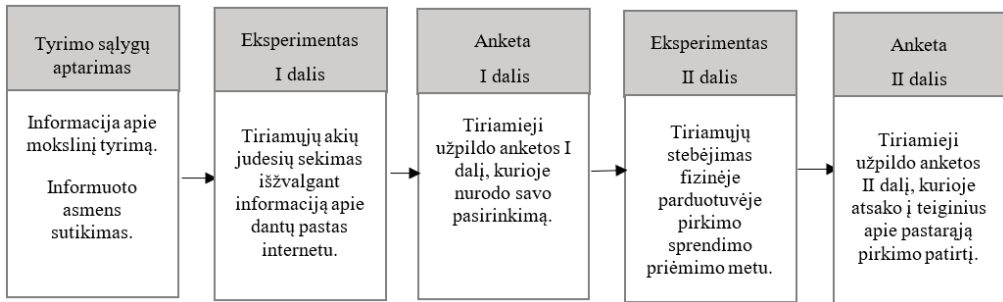 Tyrimo sąlygų
aptarimas
Informacija apie
mokslinį tyrimą.
Informuoto
asmens
sutikimas.
Eksperimentas
I dalis
Tiriamųjų akių
judesių sekimas
išžvalgant
informaciją apie
dantų pastas
internetu.
Anketa
I dalis
Tiriamieji
užpildo anketos I
dalį, kurioje
nurodo savo
pasirinkimą.
Eksperimentas
II dalis
Tiriamųjų
stebėjimas
fizinėje
parduotuvėje
pirkimo
sprendimo
priėmimo metu.
Anketa
II dalis
Tiriamieji
užpildo anketos
II dalį, kurioje
atsako į teiginius
apie pastarąją
pirkimo patirtį.